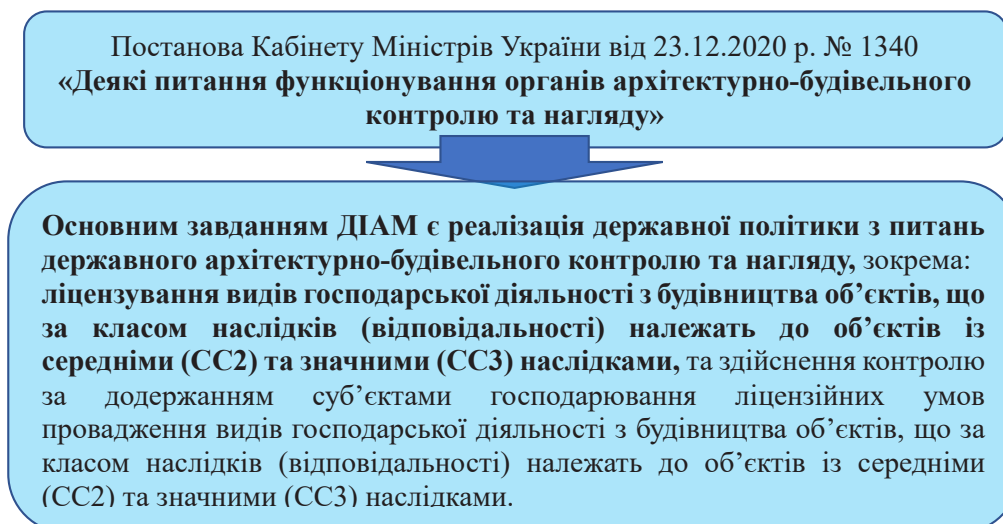 Постанова Кабінету Міністрів України від 23.12.2020 р. № 1340
«Деякі питання функціонування органів архітектурно-будівельного
контролю та нагляду»
Основним завданням ДІАМ є реалізація державної політики з питань
державного архітектурно-будівельного контролю та нагляду, зокрема:
ліцензування видів господарської діяльності з будівництва об’єктів, що
за класом наслідків (відповідальності) належать до об’єктів із
середніми (СС2) та значними (СС3) наслідками, та здійснення контролю
за додержанням суб’єктами господарювання ліцензійних умов
провадження видів господарської діяльності з будівництва об’єктів, що за
класом наслідків (відповідальності) належать до об’єктів із середніми
(СС2) та значними (СС3) наслідками.